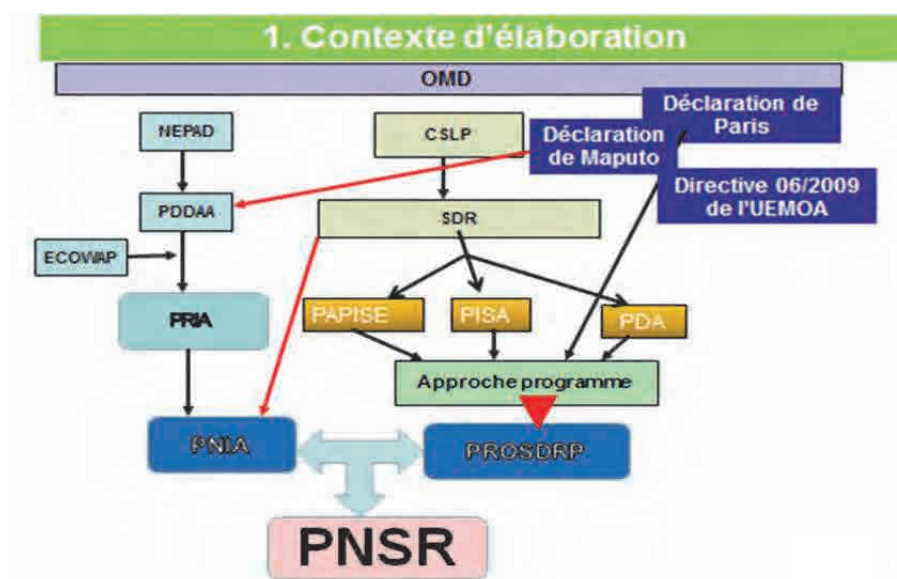 1. Contexte d'élaboration
OMD
Déclaration de
Paris
NEPAD
CSLP
Déclaration
de Maputo
Directive 06/2009
de l'UEMOA
PDDAA
SDR
ECOWAP
PRIA
PAPISE
PISA
PDA
Approche programme
PNIA
PROSDRP
PNSR